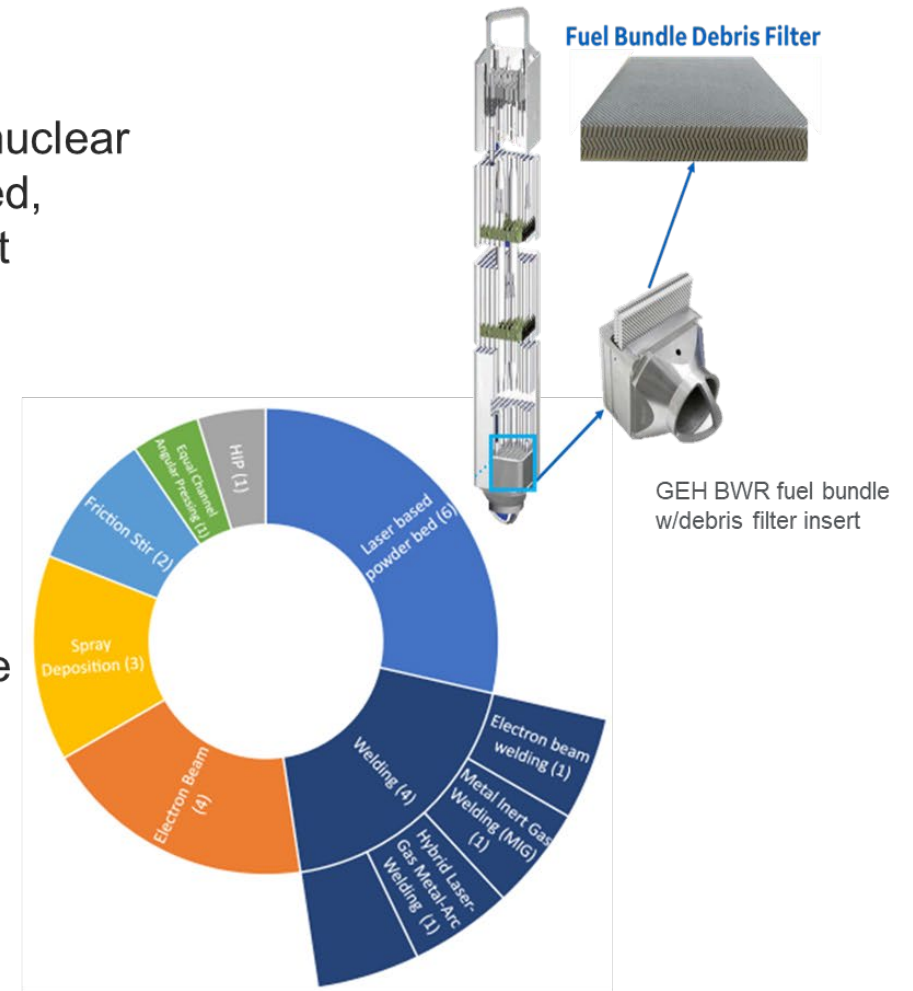 Fuel Bundle Debris Filter
nuclear
ed,
t
GEH BWR fuel bundle
w/debris filter insert
e
HIP (1)
Equal Channel
Angular Pressing (1)
Friction Stir (2)
Spray
Deposition (3)
Electron Beam
(4)
Laser based
powder bed (6)
Welding (4)
Electron beam
welding (1)
Metal Inert Gas
Welding (MIG)
(1)
Hybrid Laser-
Gas Metal-Arc
Welding (1)